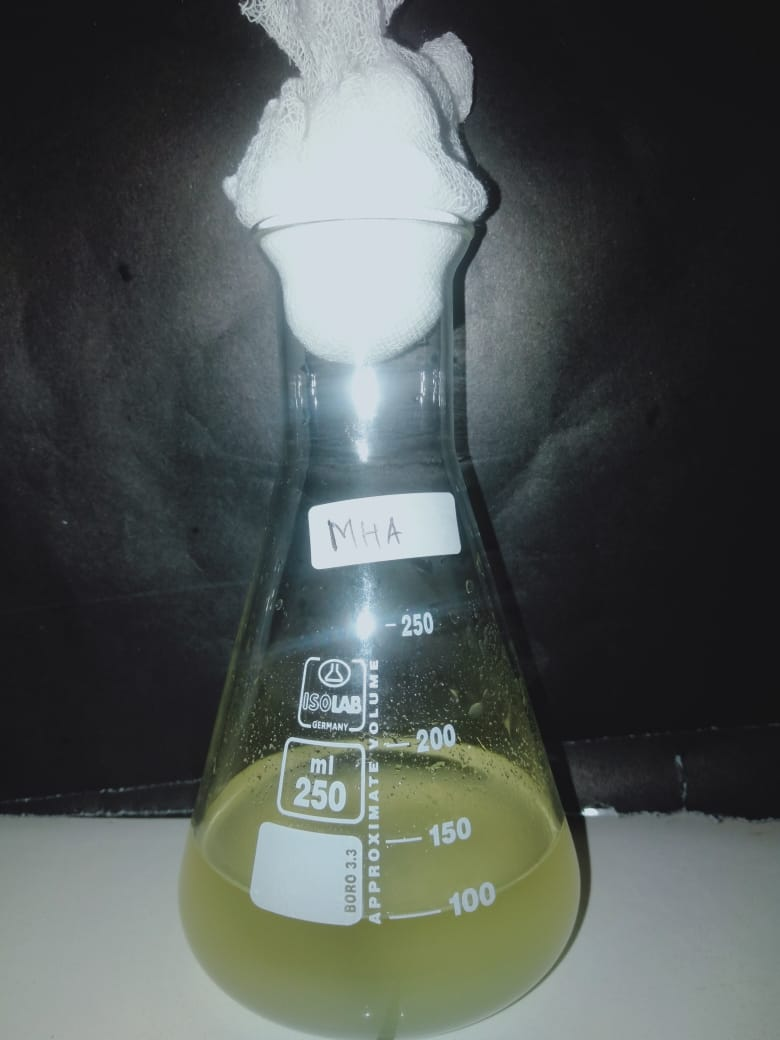 MHA
250
ISOLAB
GERMANY
200
ml
250
APPROXIMATE VOLUME
150
BORO 3.3
100